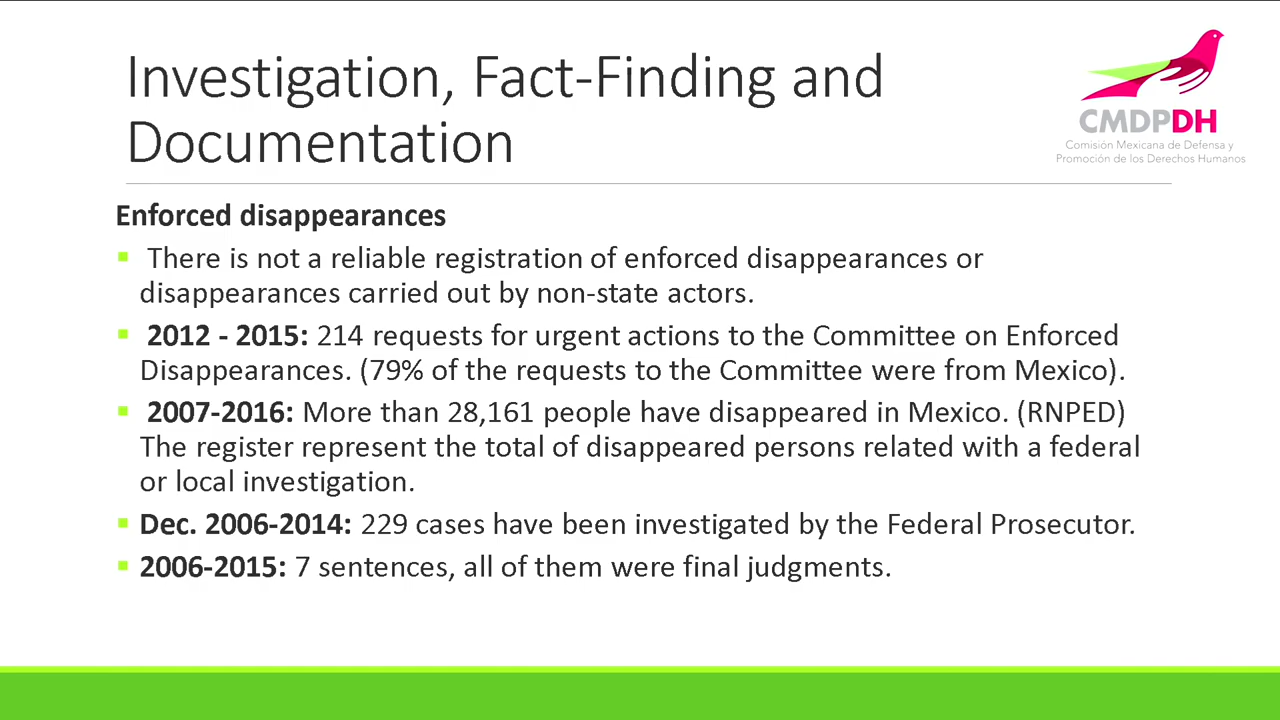 Investigation, Fact-Finding and
Documentation
CMDPDH
Comisión Mexicana de Defensa y
Promoción de los Derechos Humanos
Enforced disappearances
▪ There is not a reliable registration of enforced disappearances or
disappearances carried out by non-state actors.
▪ 2012 - 2015: 214 requests for urgent actions to the Committee on Enforced
Disappearances. (79% of the requests to the Committee were from Mexico).
▪ 2007-2016: More than 28,161 people have disappeared in Mexico. (RNPED)
The register represent the total of disappeared persons related with a federal
or local investigation.
▪ Dec. 2006-2014: 229 cases have been investigated by the Federal Prosecutor.
▪ 2006-2015: 7 sentences, all of them were final judgments.